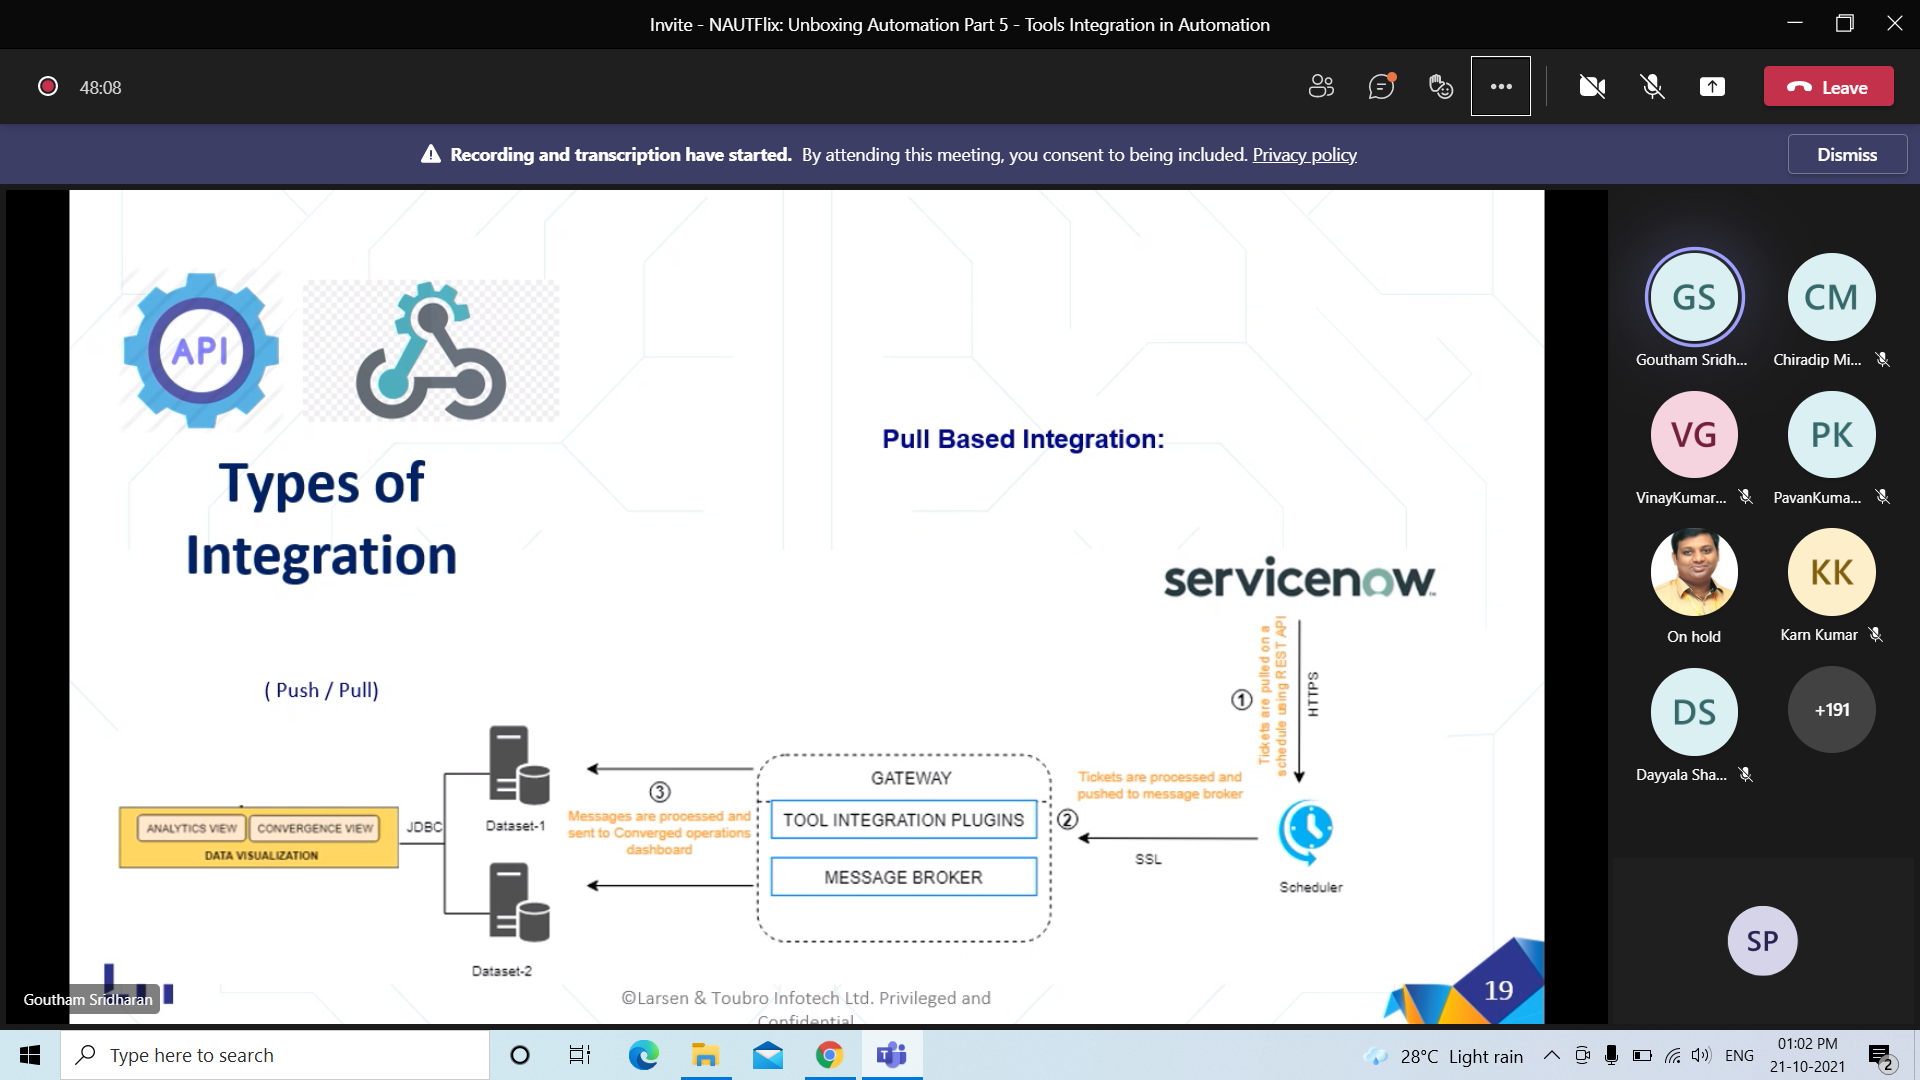 Invite - NAUTFlix: Unboxing Automation Part 5 - Tools Integration in Automation
48:08
Leave
Recording and transcription have started. By attending this meeting, you consent to being included. Privacy policy
Dismiss
API
Types of
Integration
( Push / Pull)
Pull Based Integration:
servicenow
Tickets are pulled on a
schedule using REST API
HTTPS
1
Scheduler
Tickets are processed and
pushed to message broker
2
SSL
GATEWAY
TOOL INTEGRATION PLUGINS
MESSAGE BROKER
3
Messages are processed and
sent to Converged operations
dashboard
Dataset-1
Dataset-2
JDBC
ANALYTICS VIEW
CONVERGENCE VIEW
DATA VISUALIZATION
©Larsen & Toubro Infotech Ltd. Privileged and
Confidential
19
Goutham Sridharan
GS
Goutham Sridh...
CM
Chiradip Mi...
VG
VinayKumar...
PK
PavanKuma...
On hold
KK
Karn Kumar
DS
Dayyala Sha...
+191
SP
Type here to search
28°C Light rain
ENG
01:02 PM
21-10-2021
2